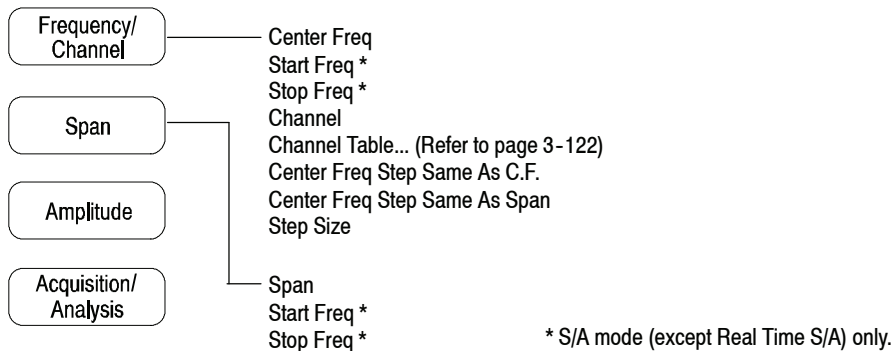 Frequency/
Channel
Center Freq
Start Freq *
Stop Freq *
Channel
Channel Table... (Refer to page 3-122)
Center Freq Step Same As C.F.
Center Freq Step Same As Span
Step Size
Span
Amplitude
Acquisition/
Analysis
Span
Start Freq *
Stop Freq *
* S/A mode (except Real Time S/A) only.